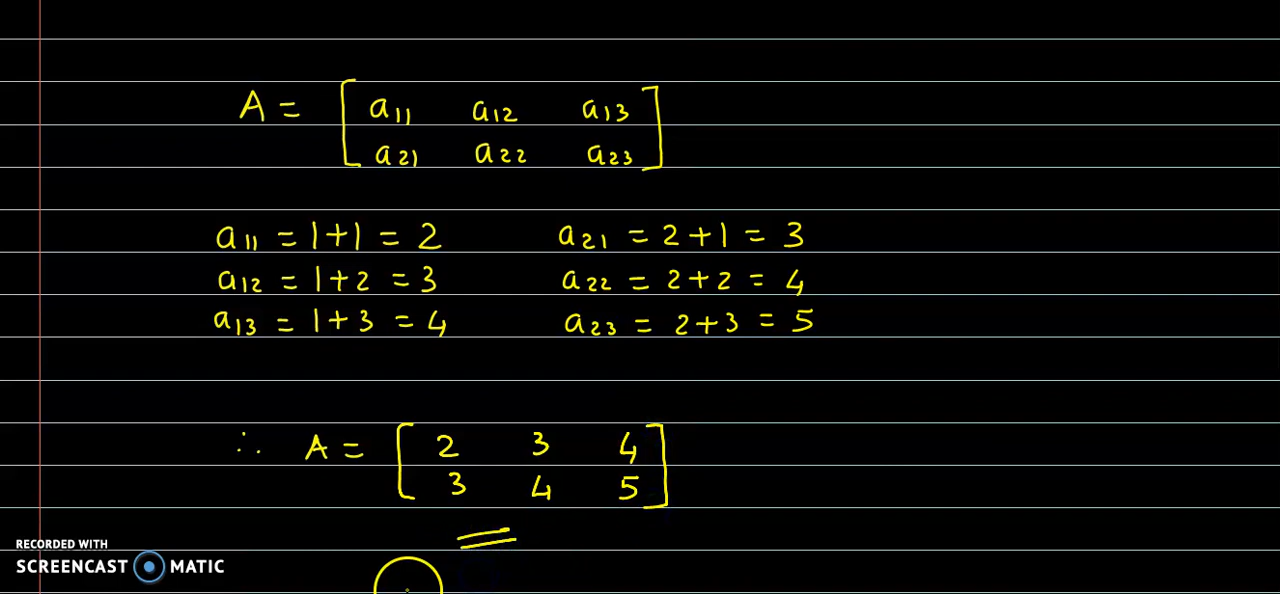 A = [ a11 a12 a13
a21 a22 a23 ]
a11 = 1+1 = 2 a21 = 2+1 = 3
a12 = 1+2 = 3 a22 = 2+2 = 4
a13 = 1+3 = 4 a23 = 2+3 = 5
∴ A = [ 2 3 4
3 4 5 ]
RECORDED WITH
SCREENCAST MATIC